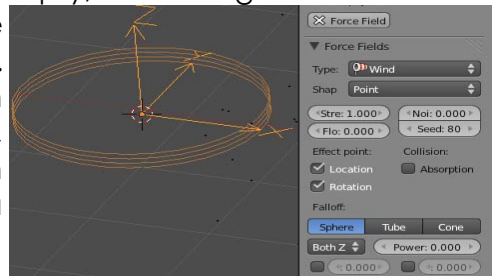 Force Field
Force Fields
Type: Wind
Shap Point
Stre: 1.000 Noi: 0.000
Flo: 0.000 Seed: 80
Effect point: Collision:
Location Absorption
Rotation
Falloff:
Sphere Tube Cone
Both Z Power: 0.000
0.000 0.000